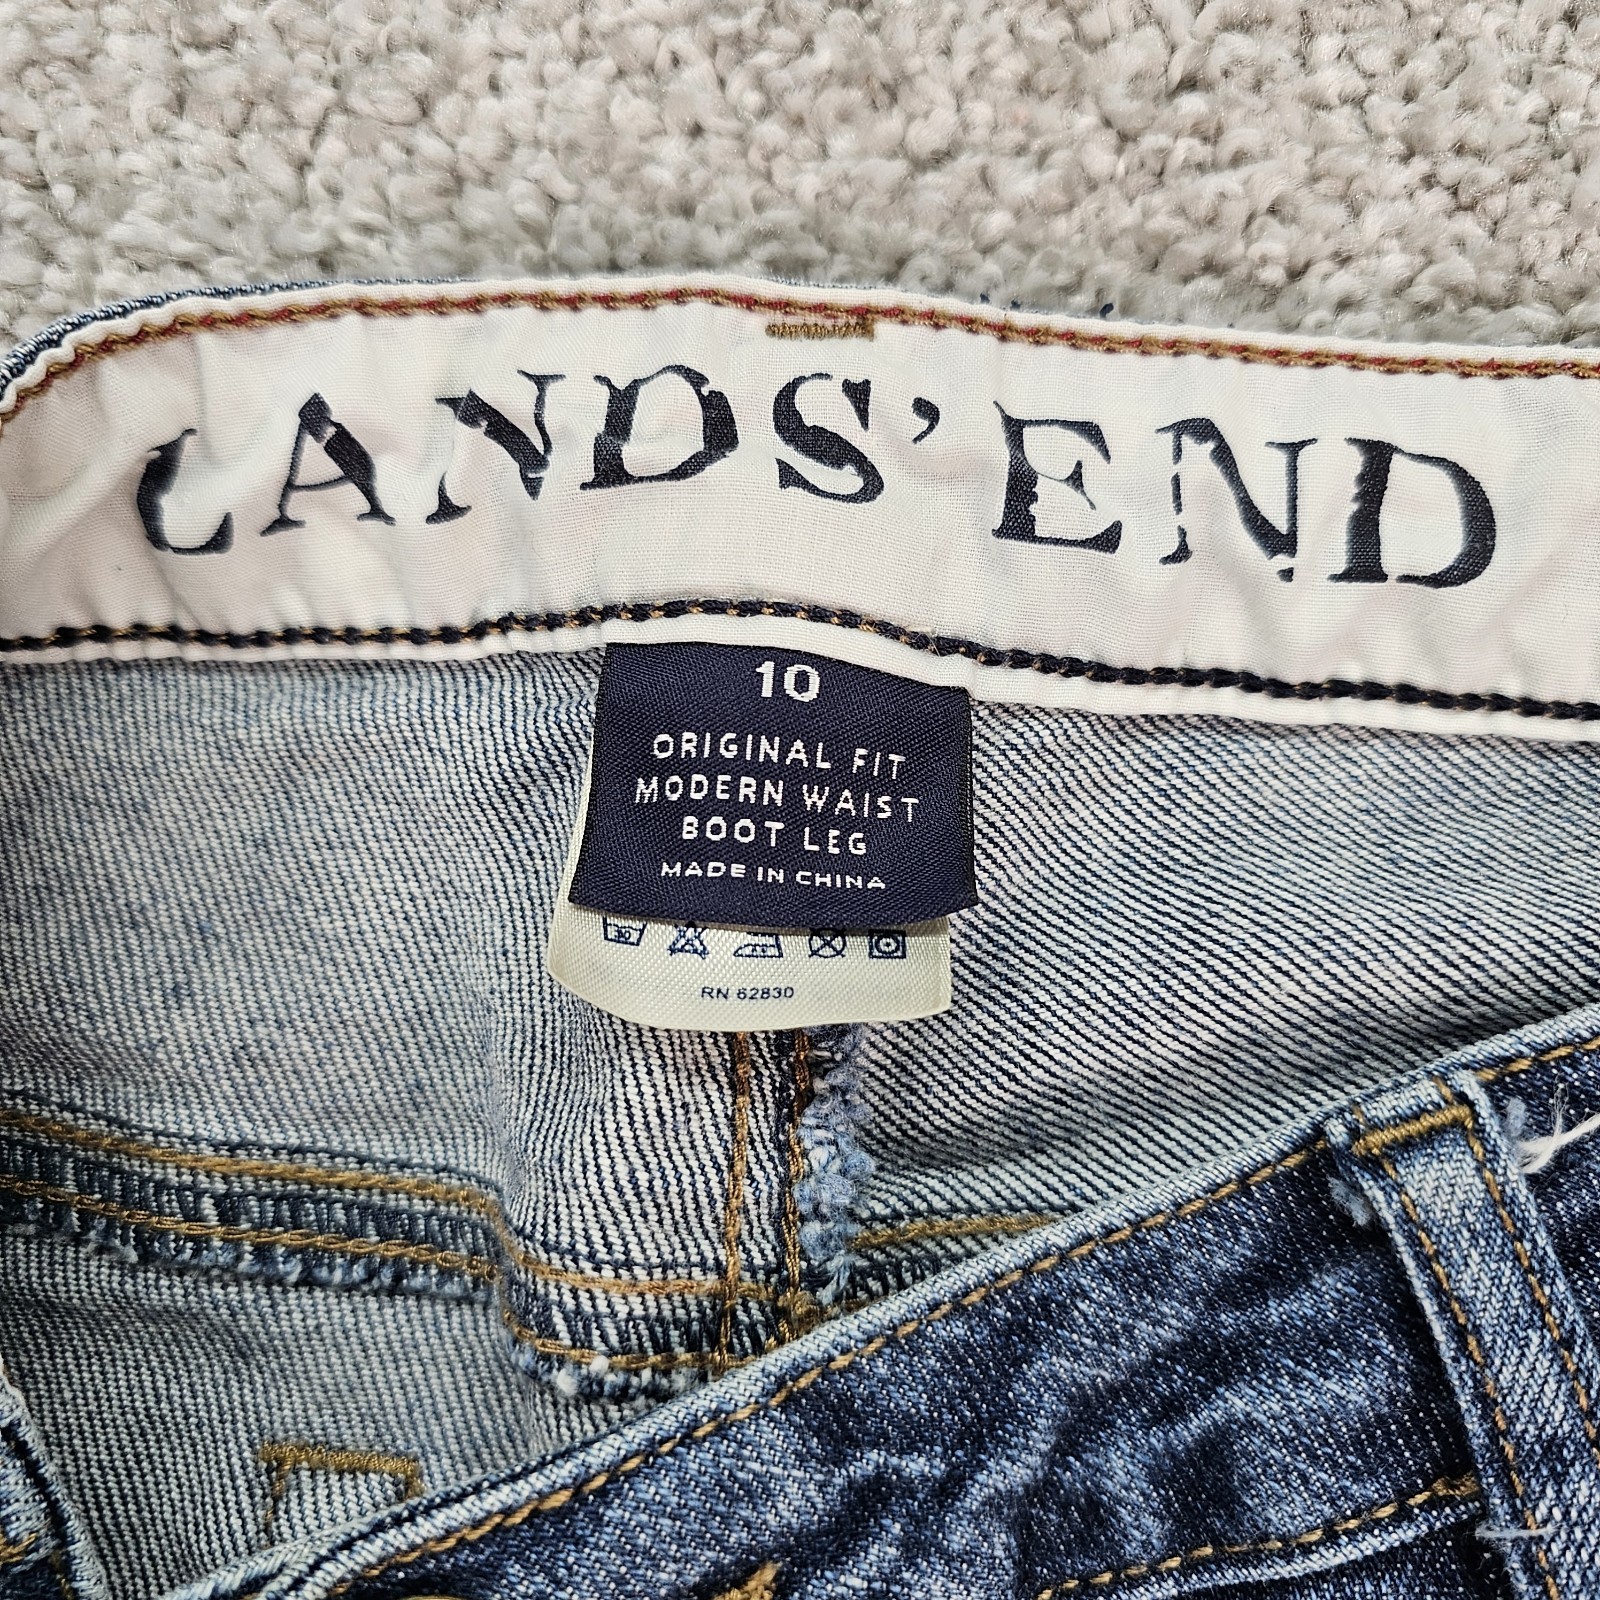 LANDS' END
10
ORIGINAL FIT
MODERN WAIST
BOOT LEG
MADE IN CHINA
RN 62830